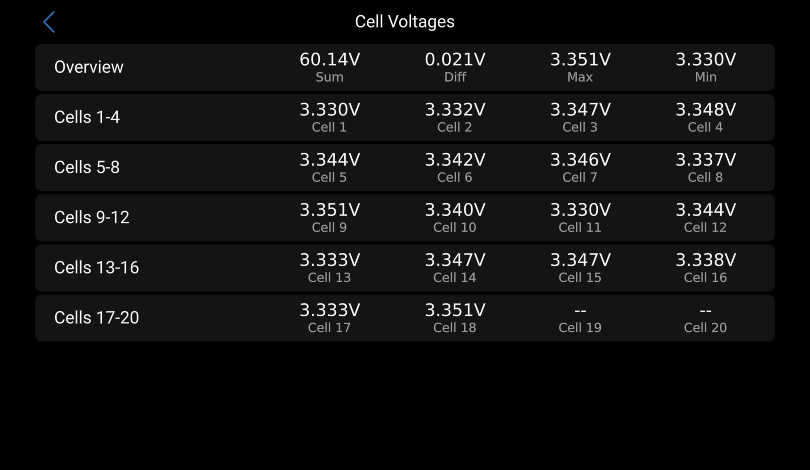 Cell Voltages
Overview 60.14V 0.021V 3.351V 3.330V
Sum Diff Max Min
Cells 1-4 3.330V 3.332V 3.347V 3.348V
Cell 1 Cell 2 Cell 3 Cell 4
Cells 5-8 3.344V 3.342V 3.346V 3.337V
Cell 5 Cell 6 Cell 7 Cell 8
Cells 9-12 3.351V 3.340V 3.330V 3.344V
Cell 9 Cell 10 Cell 11 Cell 12
Cells 13-16 3.333V 3.347V 3.347V 3.338V
Cell 13 Cell 14 Cell 15 Cell 16
Cells 17-20 3.333V 3.351V -- --
Cell 17 Cell 18 Cell 19 Cell 20